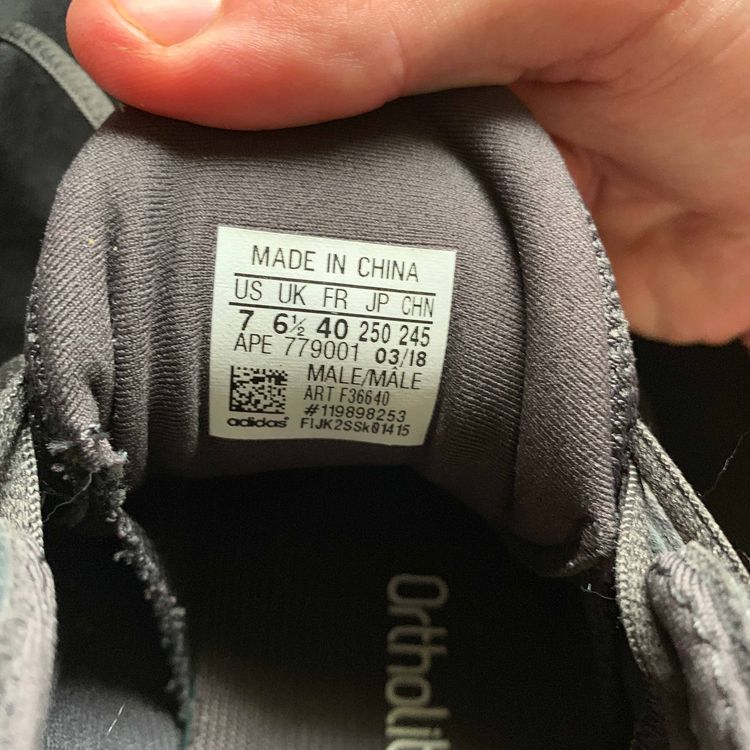 MADE IN CHINA
US UK FR JP CHN
7 6½ 40 250 245
APE 779001 03/18
MALE/MÂLE
ART F36640
#119898253
adidas® FIJK2SSk01415
Ortholit